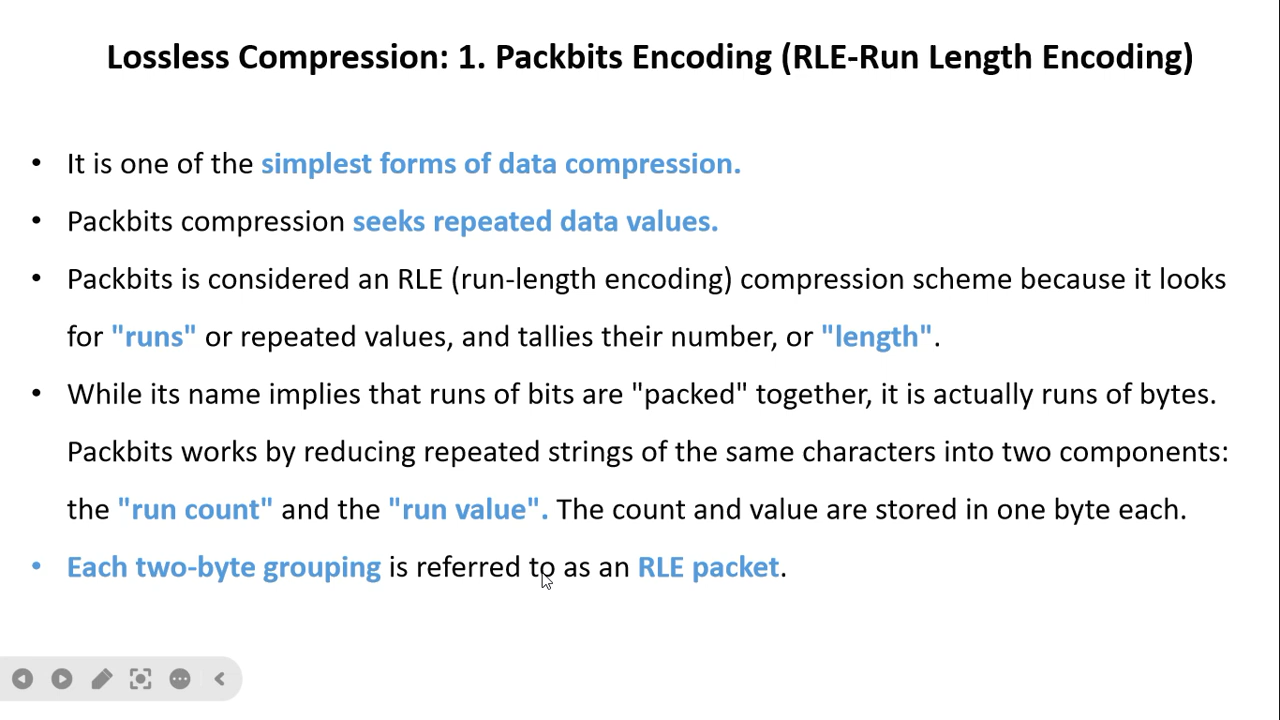 Lossless Compression: 1. Packbits Encoding (RLE-Run Length Encoding)
• It is one of the simplest forms of data compression.
• Packbits compression seeks repeated data values.
• Packbits is considered an RLE (run-length encoding) compression scheme because it looks
for "runs" or repeated values, and tallies their number, or "length".
• While its name implies that runs of bits are "packed" together, it is actually runs of bytes.
Packbits works by reducing repeated strings of the same characters into two components:
the "run count" and the "run value". The count and value are stored in one byte each.
• Each two-byte grouping is referred to as an RLE packet.